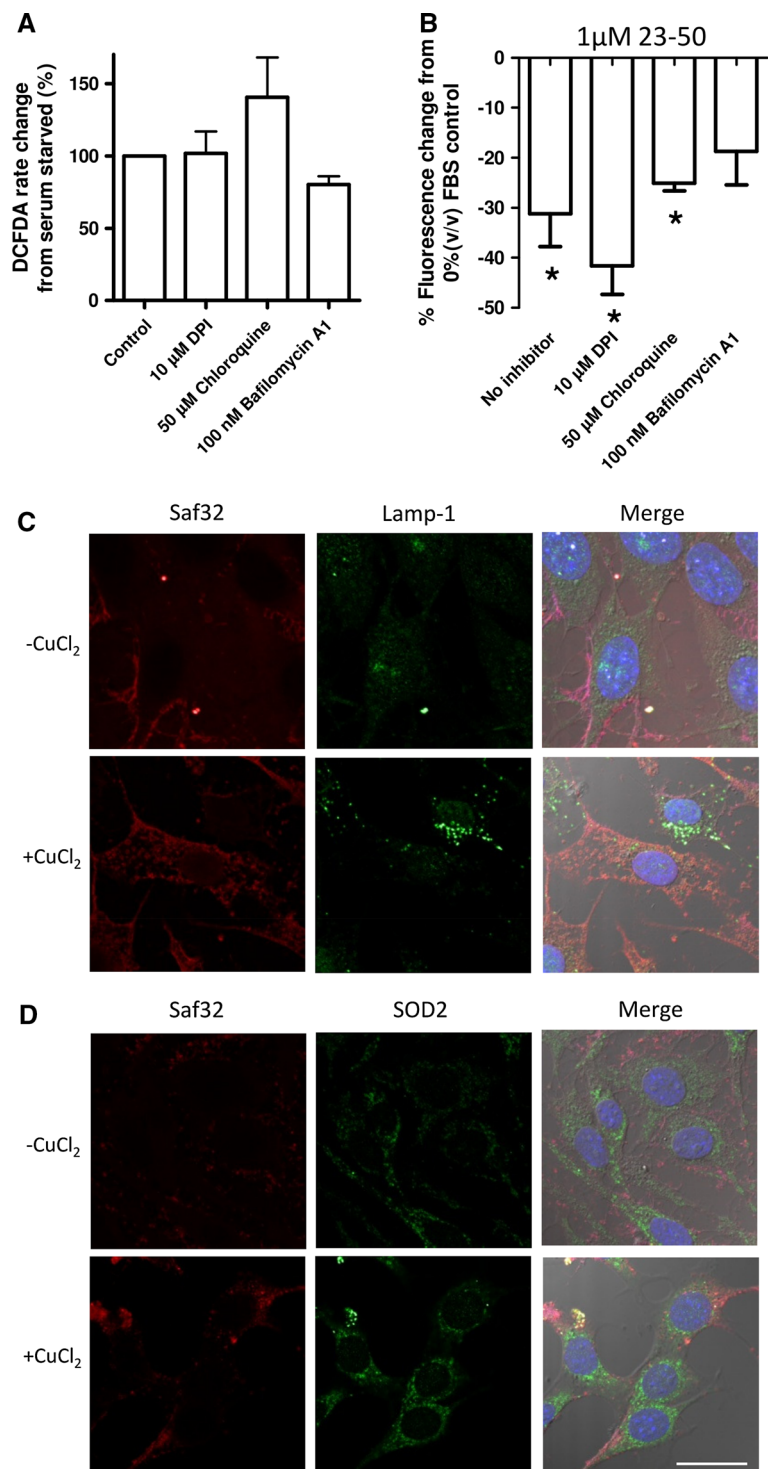 A
DCFDA rate change
from serum starved (%)
150
100
50
0
Control
10 µM DPI
50 µM Chloroquine
100 nM Bafilomycin A1
B
1µM 23-50
% Fluorescence change from
0%(v/v) FBS control
0
-10
-20
-30
-40
-50
*
*
*
No inhibitor
10 µM DPI
50 µM Chloroquine
100 nM Bafilomycin A1
C
Saf32 Lamp-1 Merge
-CuCl₂
+CuCl₂
D
Saf32 SOD2 Merge
-CuCl₂
+CuCl₂